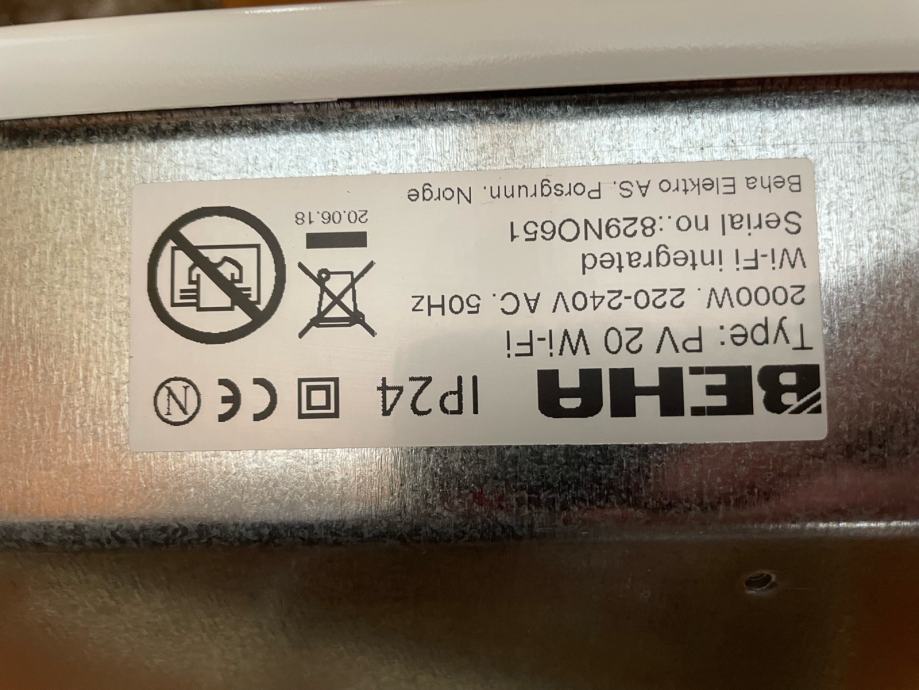 BEHA IP24 CE N
Type: PV 20 Wi-Fi
2000W. 220-240V AC. 50Hz
Wi-Fi integrated
Serial no.:829NO651
20.06.18
Beha Elektro AS. Porsgrunn. Norge